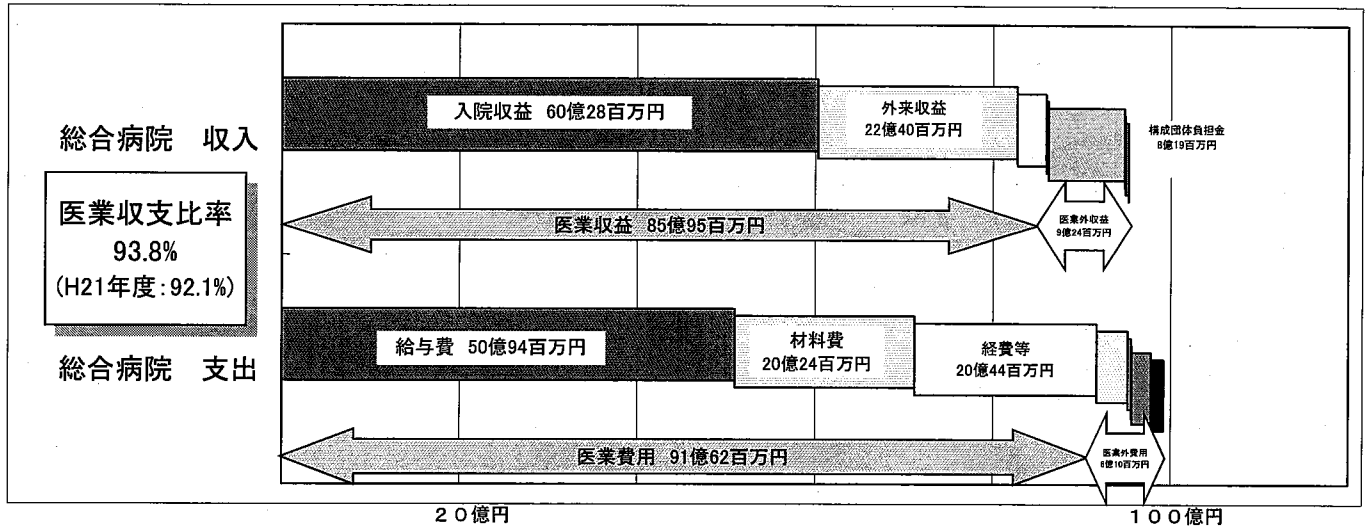 総合病院　収入
入院収益 60億28百万円
外来収益
22億40百万円
構成団体負担金
8億19百万円
医業収支比率
93.8%
(H21年度:92.1%)
医業収益 85億95百万円
医業外収益
9億24百万円
総合病院　支出
給与費 50億94百万円
材料費
20億24百万円
経費等
20億44百万円
医業費用 91億62百万円
医業外費用
20億円
100億円